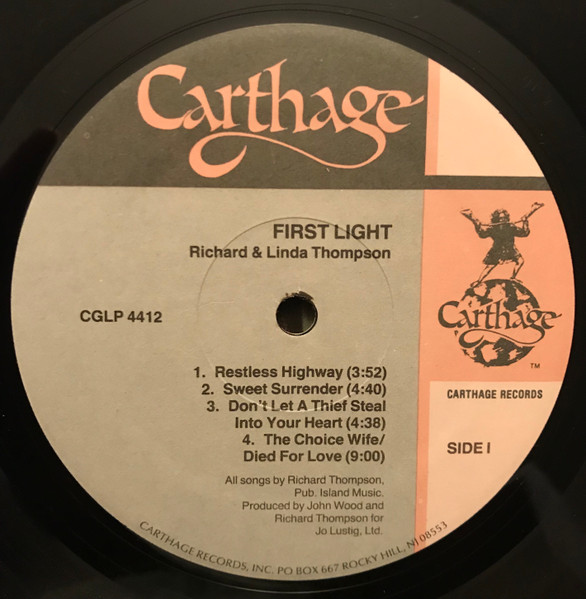 Carthage
FIRST LIGHT
Richard & Linda Thompson
CGLP 4412
Carthage
TM
CARTHAGE RECORDS
SIDE I
1. Restless Highway (3:52)
2. Sweet Surrender (4:40)
3. Don't Let A Thief Steal
Into Your Heart (4:38)
4. The Choice Wife/
Died For Love (9:00)
All songs by Richard Thompson,
Pub. Island Music.
Produced by John Wood and
Richard Thompson for
Jo Lustig, Ltd.
CARTHAGE RECORDS, INC. PO BOX 667 ROCKY HILL, NJ 08553